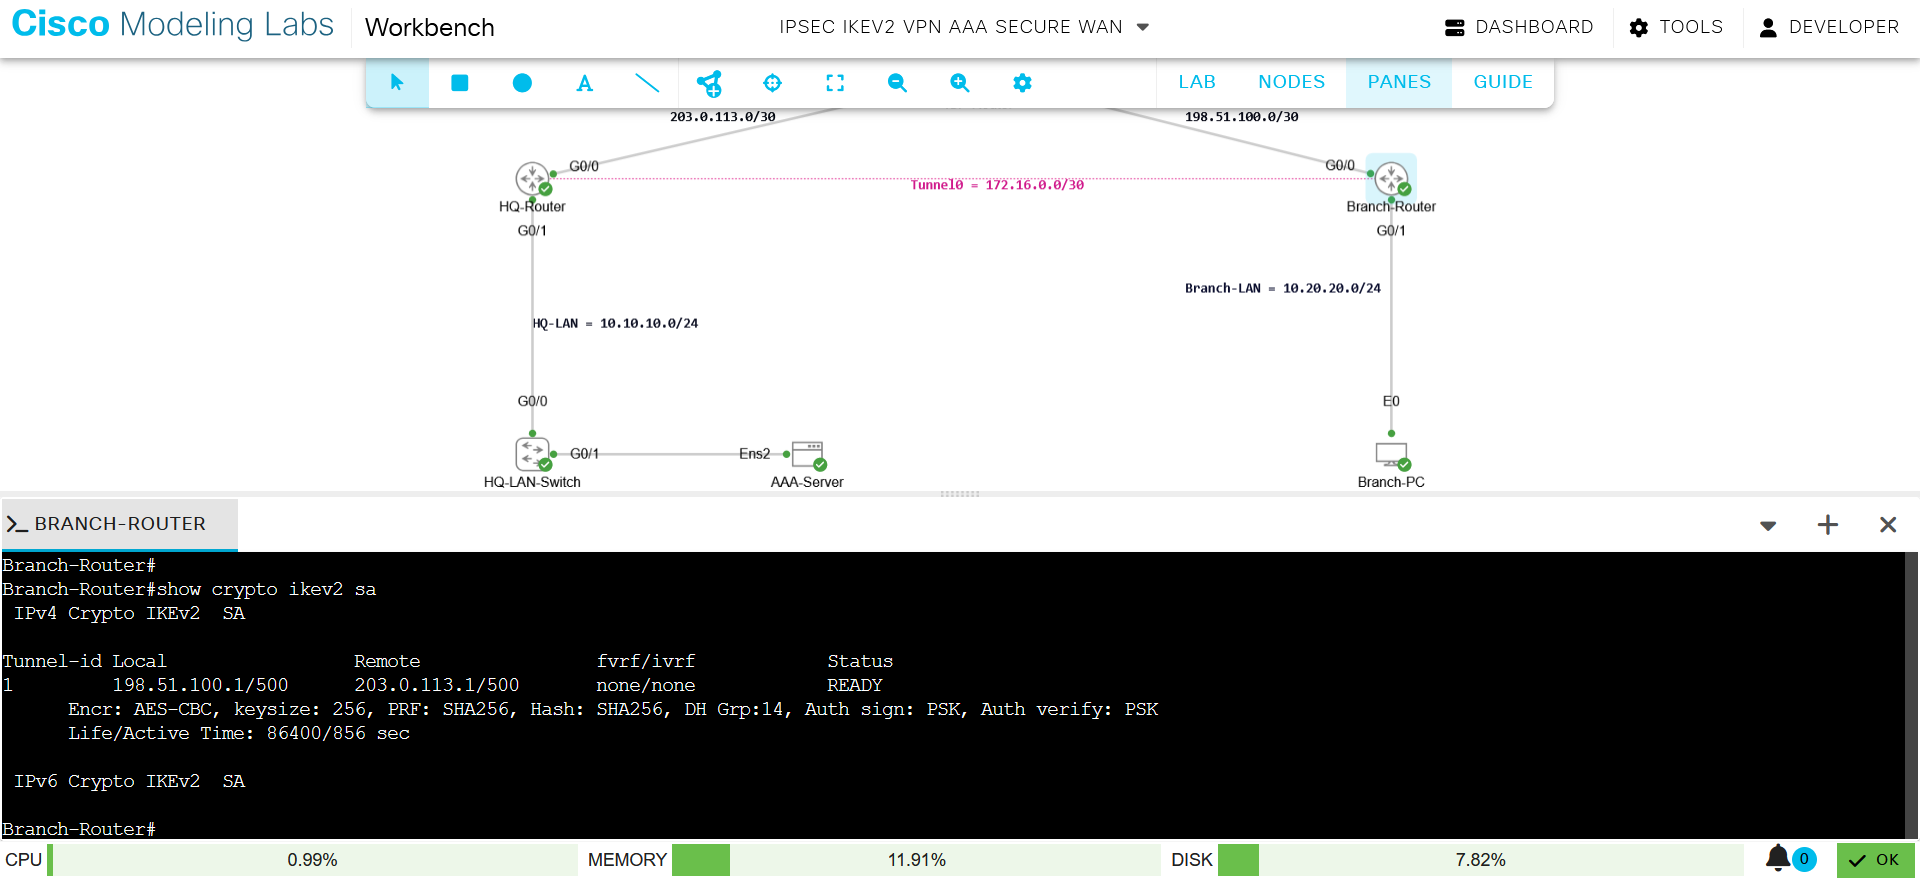 Cisco Modeling Labs
Workbench
IPSEC IKEV2 VPN AAA SECURE WAN
DASHBOARD
TOOLS
DEVELOPER
A
LAB
NODES
PANES
GUIDE
203.0.113.0/30
198.51.100.0/30
G0/0
G0/0
Tunnel0 = 172.16.0.0/30
HQ-Router
Branch-Router
G0/1
G0/1
Branch-LAN = 10.20.20.0/24
HQ-LAN = 10.10.10.0/24
G0/0
E0
G0/1
Ens2
HQ-LAN-Switch
AAA-Server
Branch-PC
>_ BRANCH-ROUTER
Branch-Router#
Branch-Router#show crypto ikev2 sa
IPv4 Crypto IKEv2  SA
Tunnel-id Local Remote fvrf/ivrf Status
1 198.51.100.1/500 203.0.113.1/500 none/none READY
Encr: AES-CBC, keysize: 256, PRF: SHA256, Hash: SHA256, DH Grp:14, Auth sign: PSK, Auth verify: PSK
Life/Active Time: 86400/856 sec
IPv6 Crypto IKEv2  SA
Branch-Router#
CPU 0.99% MEMORY 11.91% DISK 7.82% 0 OK